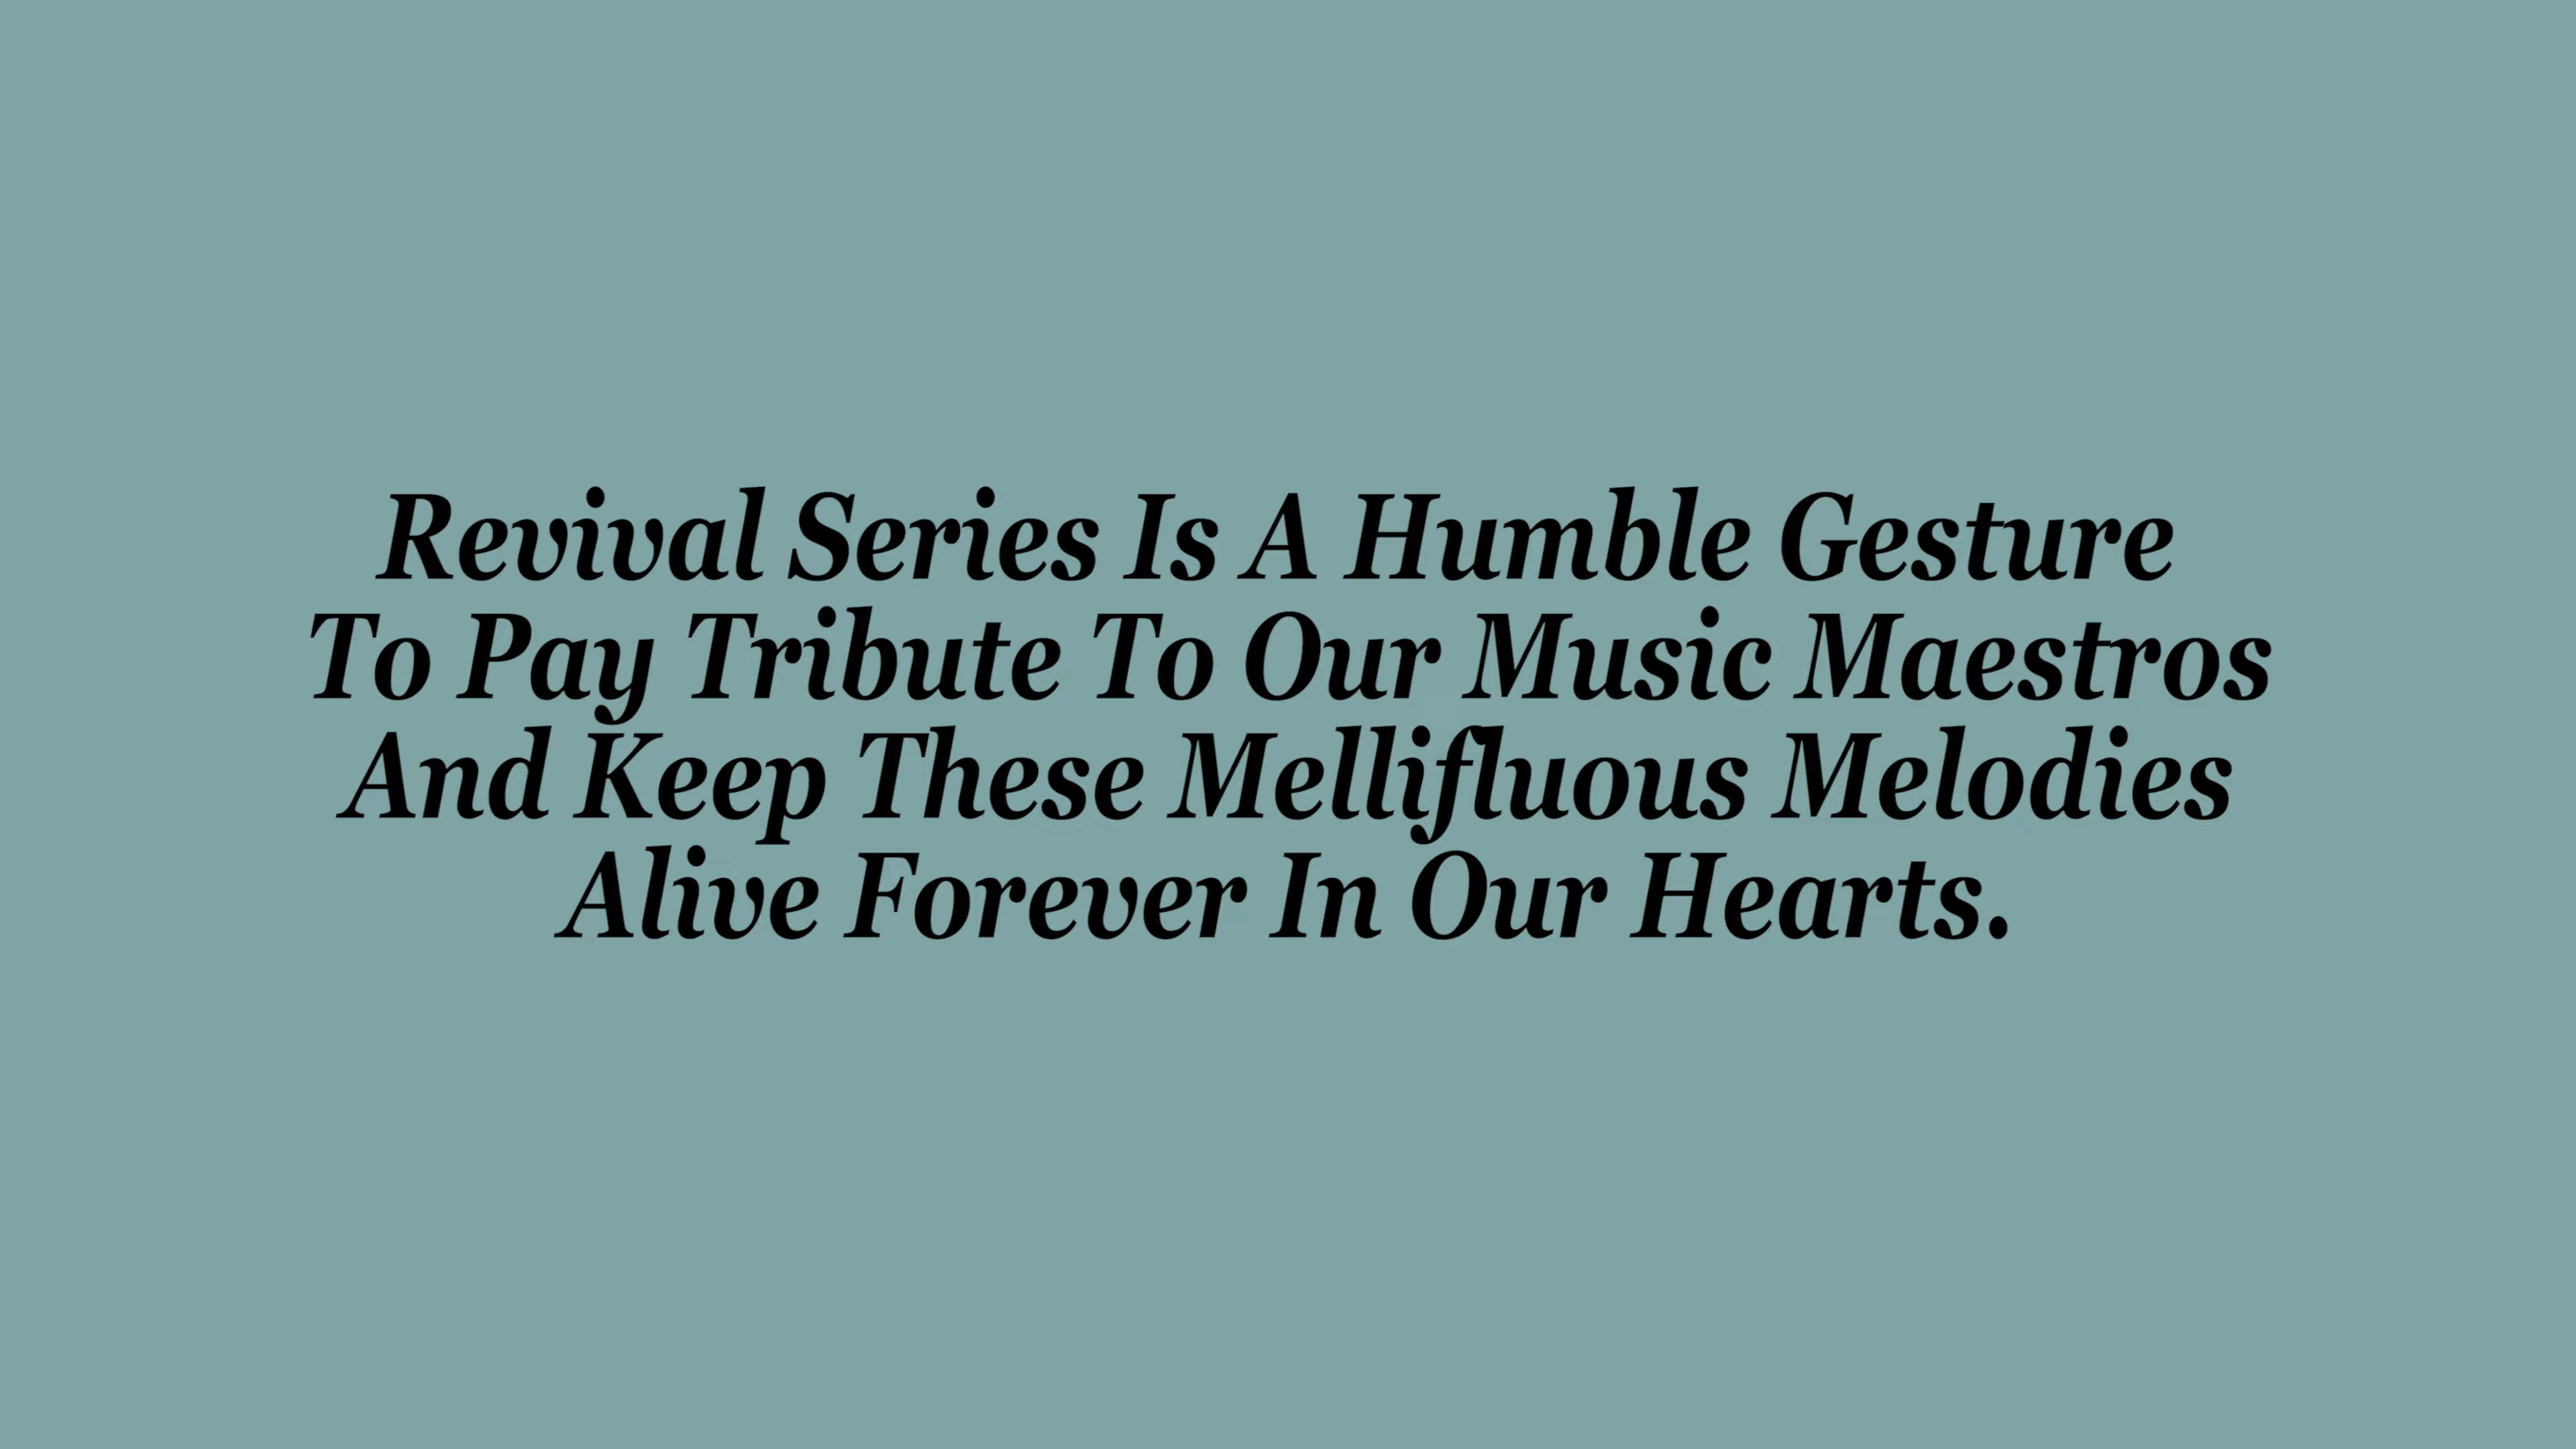 Revival Series Is A Humble Gesture
To Pay Tribute To Our Music Maestros
And Keep These Mellifluous Melodies
Alive Forever In Our Hearts.